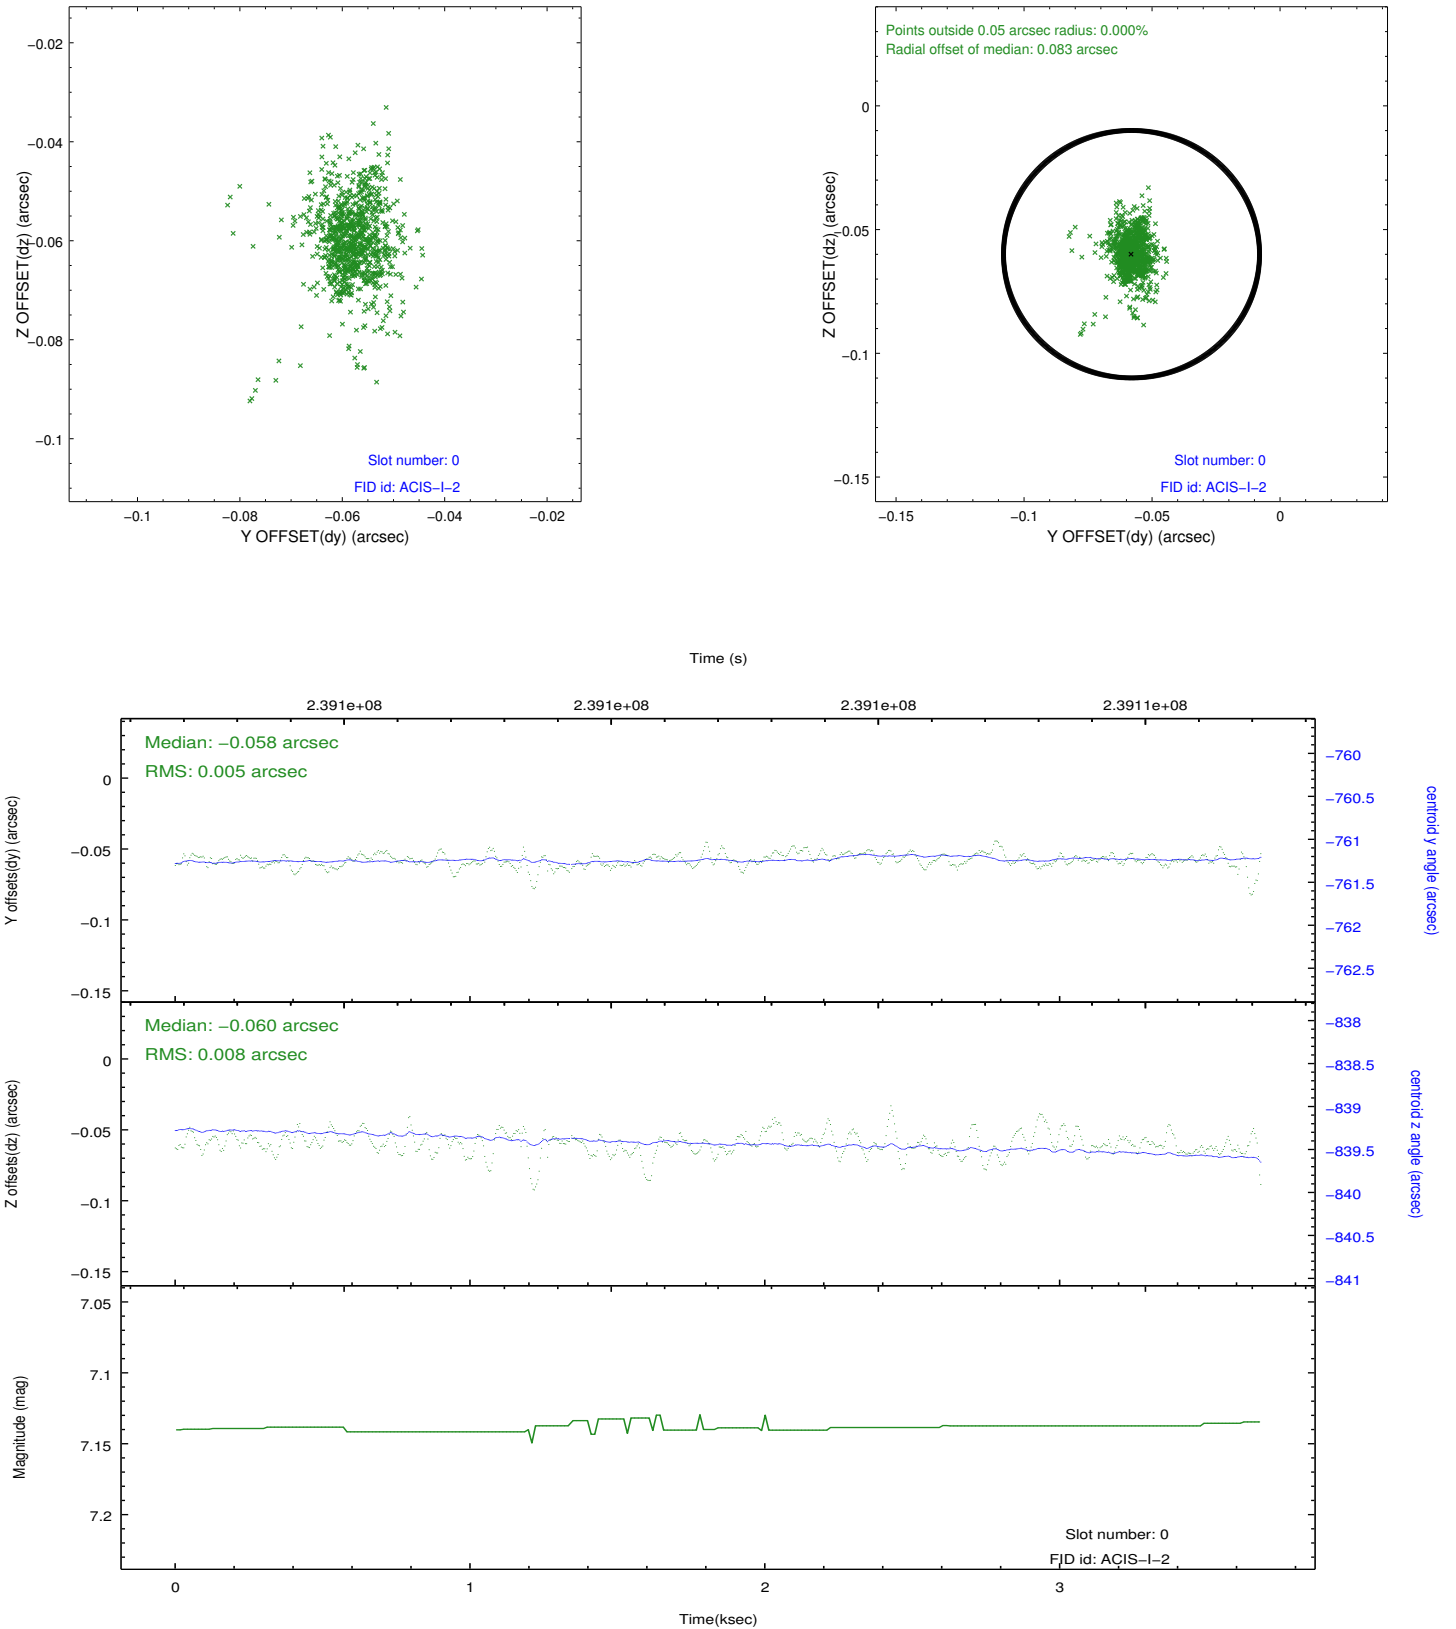 −0.02
−0.04
−0.06
−0.08
−0.1
Z OFFSET(dz) (arcsec)
Slot number: 0
FID id: ACIS−I−2
−0.1
−0.08
−0.06
−0.04
−0.02
Y OFFSET(dy) (arcsec)
Points outside 0.05 arcsec radius: 0.000%
Radial offset of median: 0.083 arcsec
0
−0.05
−0.1
−0.15
Z OFFSET(dz) (arcsec)
Slot number: 0
FID id: ACIS−I−2
−0.15
−0.1
−0.05
0
Y OFFSET(dy) (arcsec)
Time (s)
2.391e+08
2.391e+08
2.391e+08
2.3911e+08
Median: −0.058 arcsec
RMS: 0.005 arcsec
0
−0.05
−0.1
−0.15
Y offsets(dy) (arcsec)
−760
−760.5
−761
−761.5
−762
−762.5
centroid y angle (arcsec)
Median: −0.060 arcsec
RMS: 0.008 arcsec
0
−0.05
−0.1
−0.15
Z offsets(dz) (arcsec)
−838
−838.5
−839
−839.5
−840
−840.5
−841
centroid z angle (arcsec)
7.05
7.1
7.15
7.2
Magnitude (mag)
Slot number: 0
FID id: ACIS−I−2
0
1
2
3
Time(ksec)